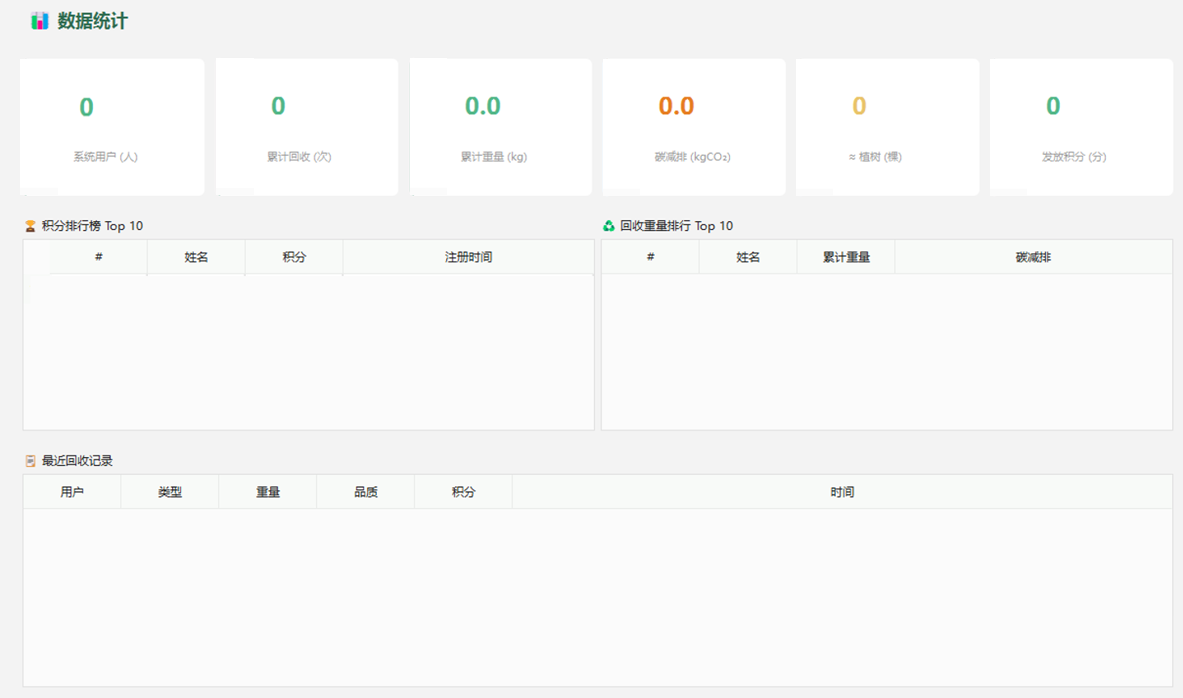 数据统计
0 0 0.0 0.0 0 0
系统用户 (人) 累计回收 (次) 累计重量 (kg) 碳减排 (kgCO₂) ≈ 植树 (棵) 发放积分 (分)
积分排行榜 Top 10
# 姓名 积分 注册时间
回收重量排行 Top 10
# 姓名 累计重量 碳减排
最近回收记录
用户 类型 重量 品质 积分 时间